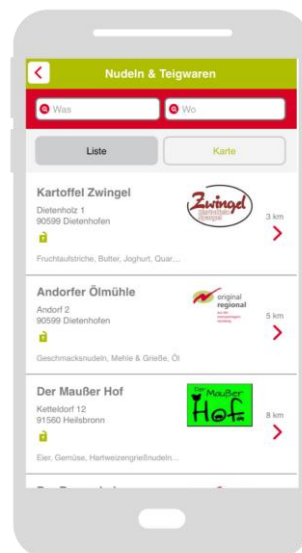 Nudeln & Teigwaren
Was
Wo
Liste
Karte
Kartoffel Zwingel
Dietenholz 1
90599 Dietenhofen
Zwingel
3 km
Fruchtaufstriche, Butter, Joghurt, Quar...
Andorfer Ölmühle
Andorf 2
90599 Dietenhofen
original
regional
5 km
Geschmacksnudeln, Mehle & Grieße, Öl
Der Maußer Hof
Ketteldorf 12
91560 Heilsbronn
Der Maußer
Hof
8 km
Eier, Gemüse, Hartweizengrießnudeln...